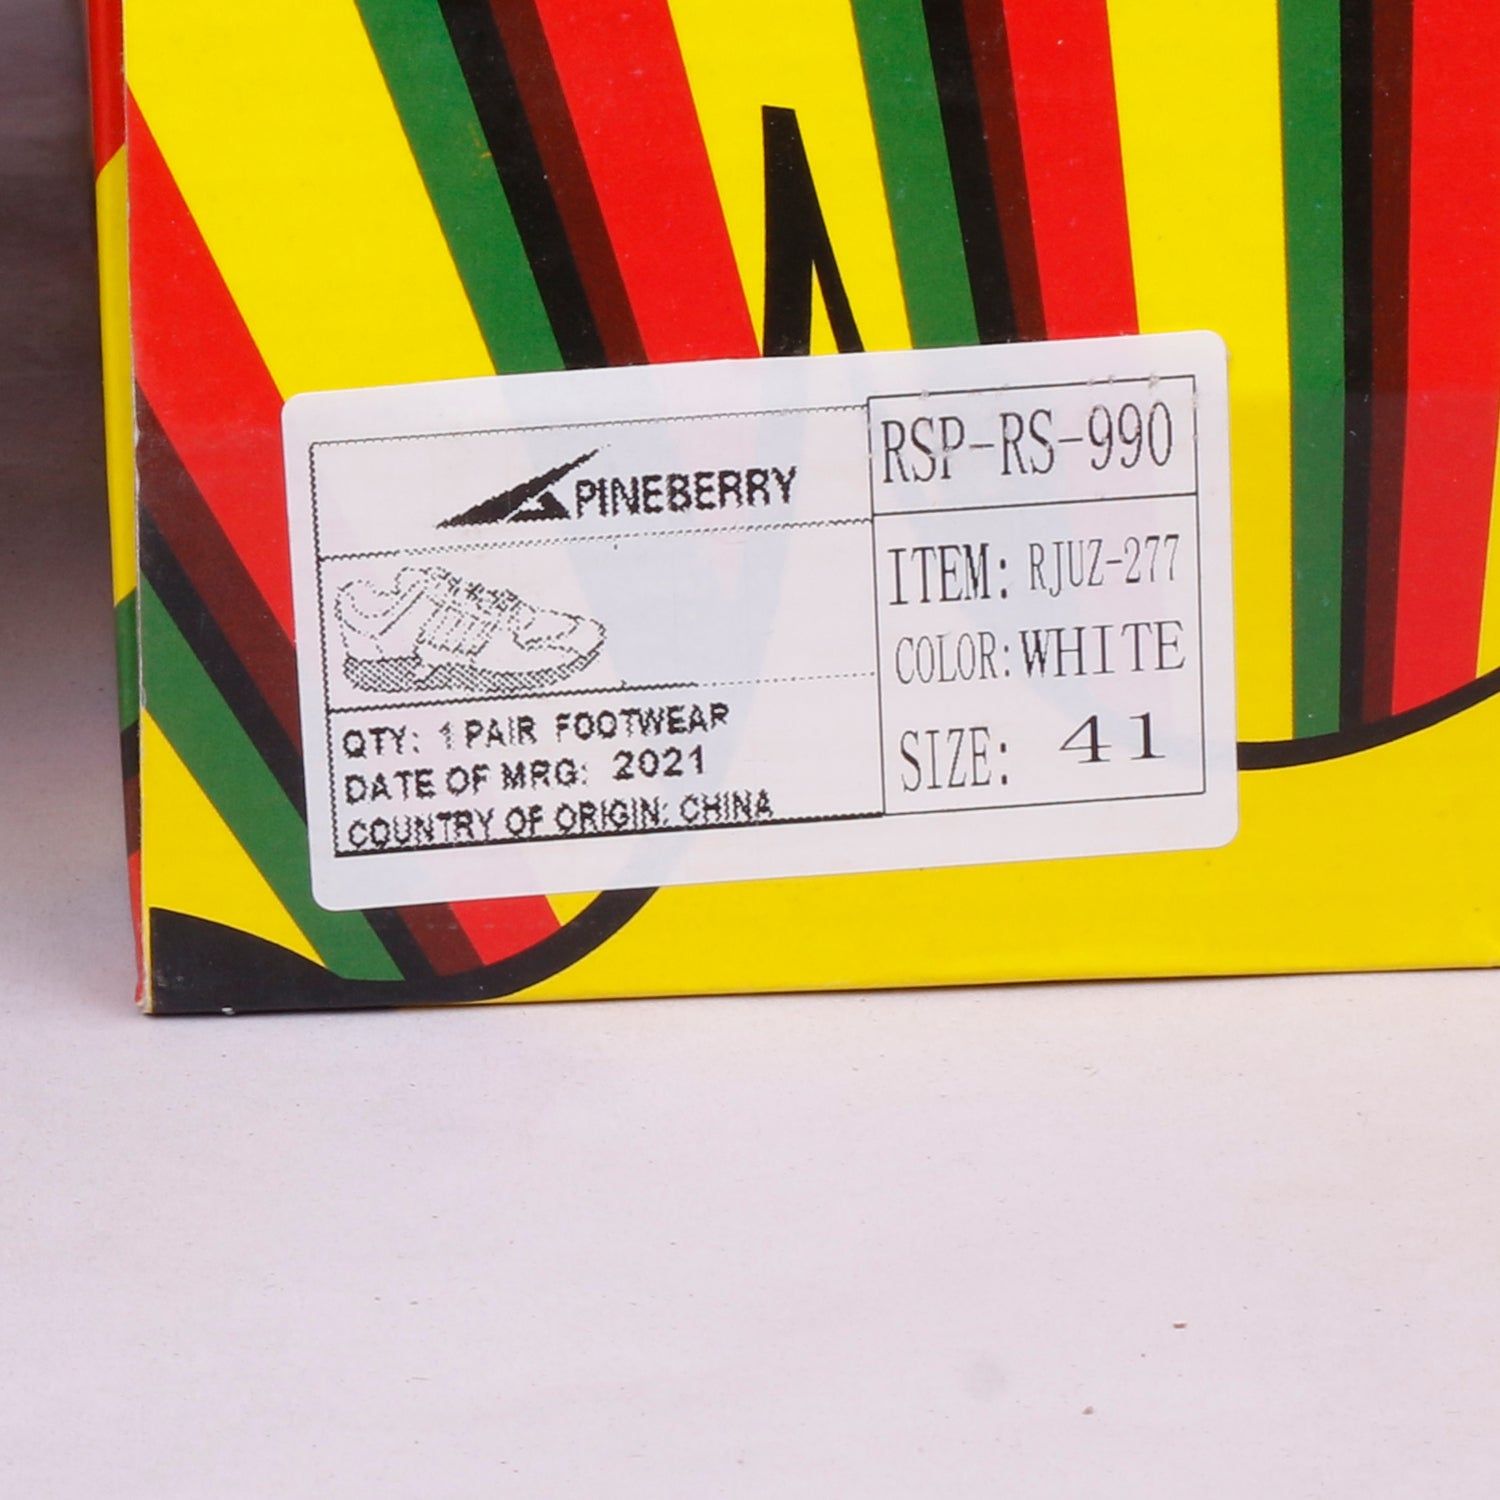 PINEBERRY
RSP-RS-990
ITEM: RJUZ-277
COLOR: WHITE
SIZE: 41
QTY: 1 PAIR FOOTWEAR
DATE OF MRG: 2021
COUNTRY OF ORIGIN: CHINA